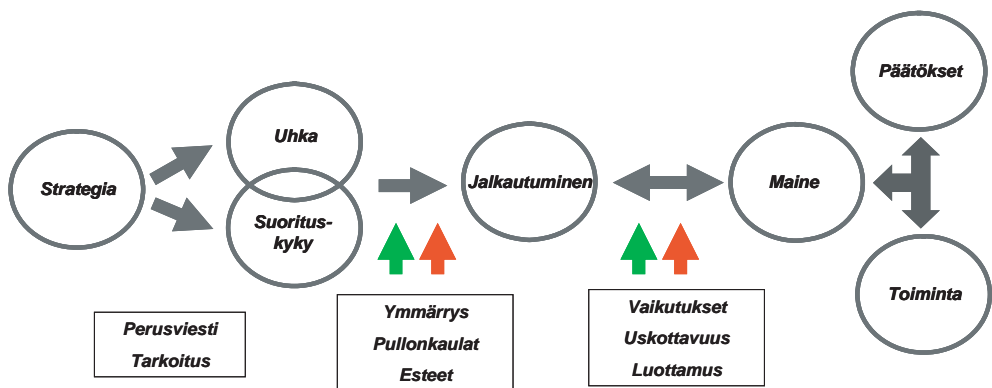 Päätökset
Uhka
Strategia
Jalkautuminen
Maine
Suoritus-
kyky
Toiminta
Perusviesti
Tarkoitus
Ymmärrys
Pullonkaulat
Esteet
Vaikutukset
Uskottavuus
Luottamus